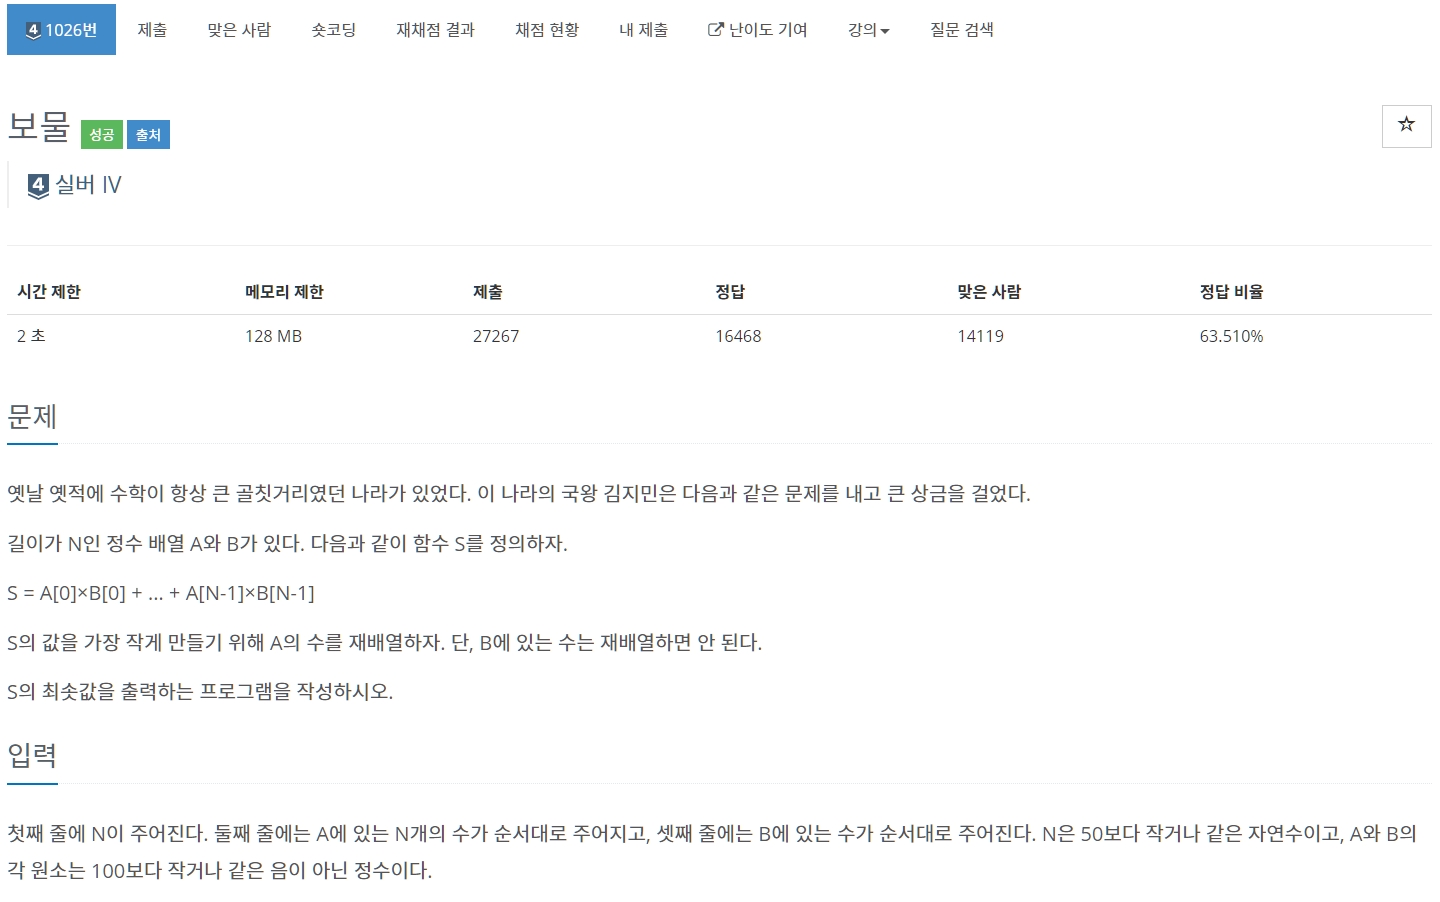 4 1026번 제출 맞은 사람 숏코딩 재채점 결과 채점 현황 내 제출 난이도 기여 강의 질문 검색
보물 성공 출처
4 실버 IV
시간 제한 메모리 제한 제출 정답 맞은 사람 정답 비율
2 초 128 MB 27267 16468 14119 63.510%
문제
옛날 옛적에 수학이 항상 큰 골칫거리였던 나라가 있었다. 이 나라의 국왕 김지민은 다음과 같은 문제를 내고 큰 상금을 걸었다.
길이가 N인 정수 배열 A와 B가 있다. 다음과 같이 함수 S를 정의하자.
S = A[0]×B[0] + ... + A[N-1]×B[N-1]
S의 값을 가장 작게 만들기 위해 A의 수를 재배열하자. 단, B에 있는 수는 재배열하면 안 된다.
S의 최솟값을 출력하는 프로그램을 작성하시오.
입력
첫째 줄에 N이 주어진다. 둘째 줄에는 A에 있는 N개의 수가 순서대로 주어지고, 셋째 줄에는 B에 있는 수가 순서대로 주어진다. N은 50보다 작거나 같은 자연수이고, A와 B의
각 원소는 100보다 작거나 같은 음이 아닌 정수이다.